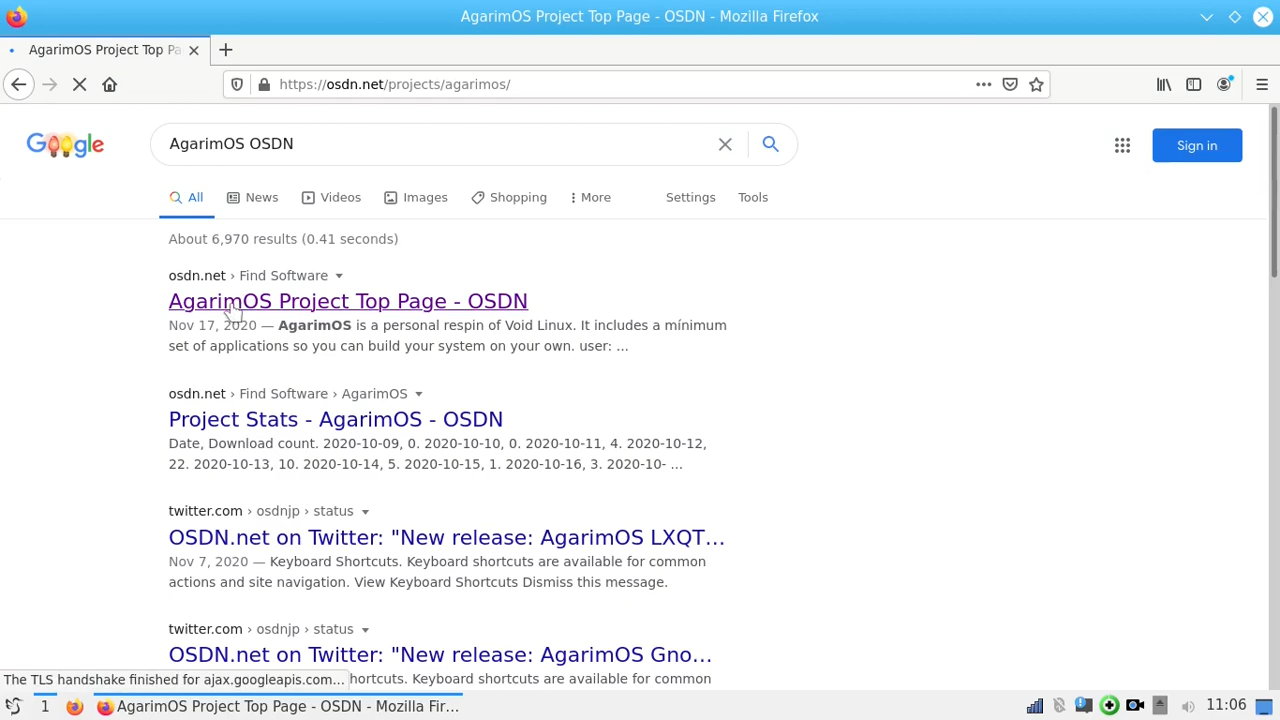 AgarimOS Project Top Page - OSDN - Mozilla Firefox
AgarimOS Project Top Pa
https://osdn.net/projects/agarimos/
Google
AgarimOS OSDN
Sign in
All News Videos Images Shopping More Settings Tools
About 6,970 results (0.41 seconds)
osdn.net › Find Software
AgarimOS Project Top Page - OSDN
Nov 17, 2020 — AgarimOS is a personal respin of Void Linux. It includes a mínimum
set of applications so you can build your system on your own. user: ...
osdn.net › Find Software › AgarimOS
Project Stats - AgarimOS - OSDN
Date, Download count. 2020-10-09, 0. 2020-10-10, 0. 2020-10-11, 4. 2020-10-12,
22. 2020-10-13, 10. 2020-10-14, 5. 2020-10-15, 1. 2020-10-16, 3. 2020-10- ...
twitter.com › osdnjp › status
OSDN.net on Twitter: "New release: AgarimOS LXQT...
Nov 7, 2020 — Keyboard Shortcuts. Keyboard shortcuts are available for common
actions and site navigation. View Keyboard Shortcuts Dismiss this message.
twitter.com › osdnjp › status
OSDN.net on Twitter: "New release: AgarimOS Gno...
The TLS handshake finished for ajax.googleapis.com... hortcuts. Keyboard shortcuts are available for common
1 AgarimOS Project Top Page - OSDN - Mozilla Fir... 11:06